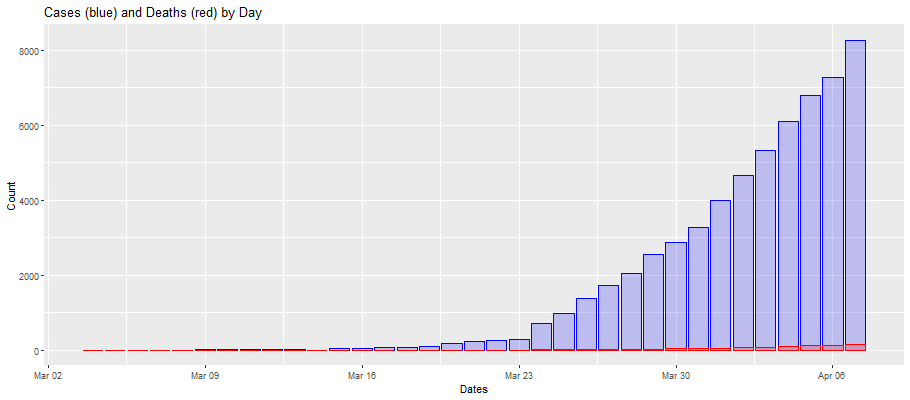 Cases (blue) and Deaths (red) by Day
8000
6000
4000
2000
0
Count
Mar 02
Mar 09
Mar 16
Mar 23
Mar 30
Apr 06
Dates